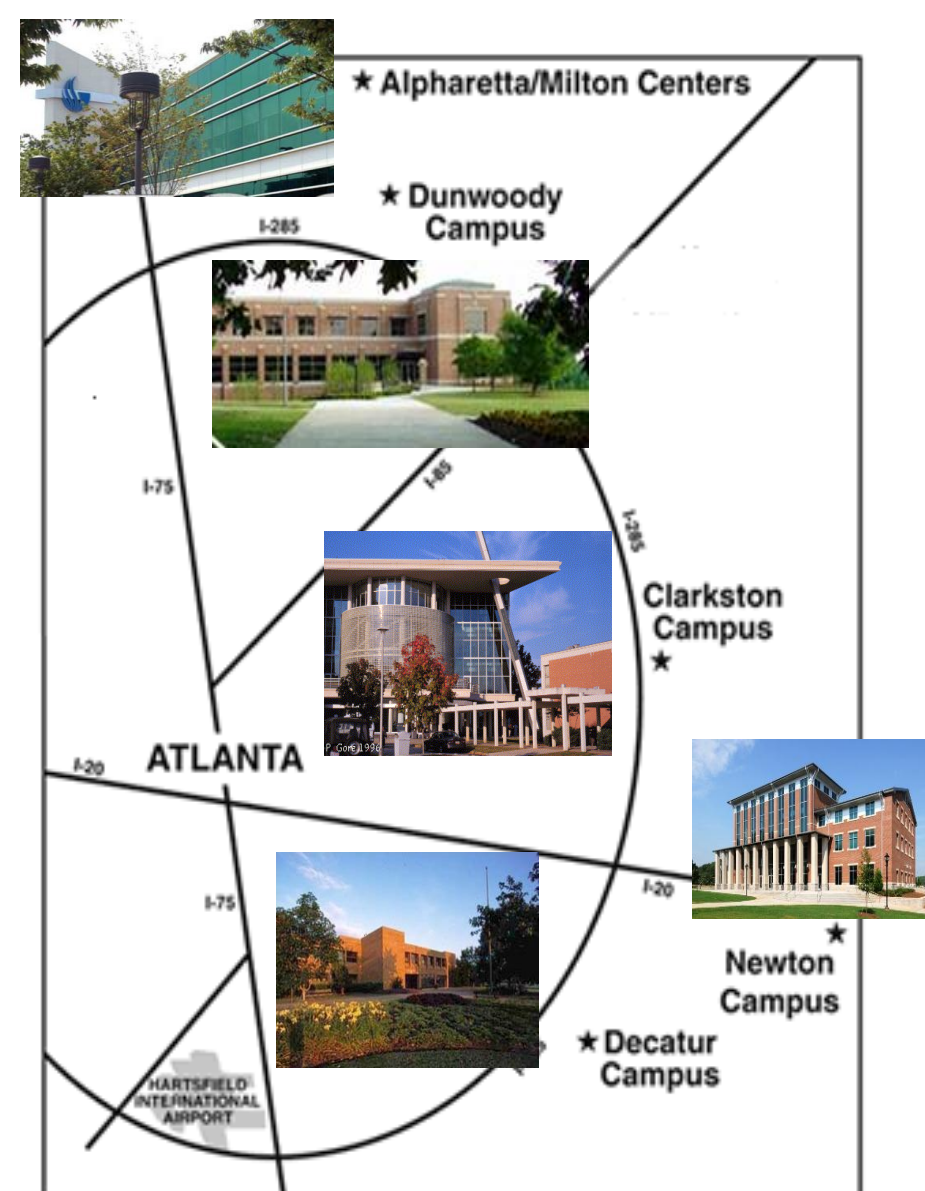 ★ Alpharetta/Milton Centers
★ Dunwoody
Campus
I-285
I-85
I-75
I-285
Clarkston
Campus
★
P Gore 1996
ATLANTA
I-20
I-20
I-75
★
Newton
Campus
★ Decatur
Campus
HARTSFIELD
INTERNATIONAL
AIRPORT